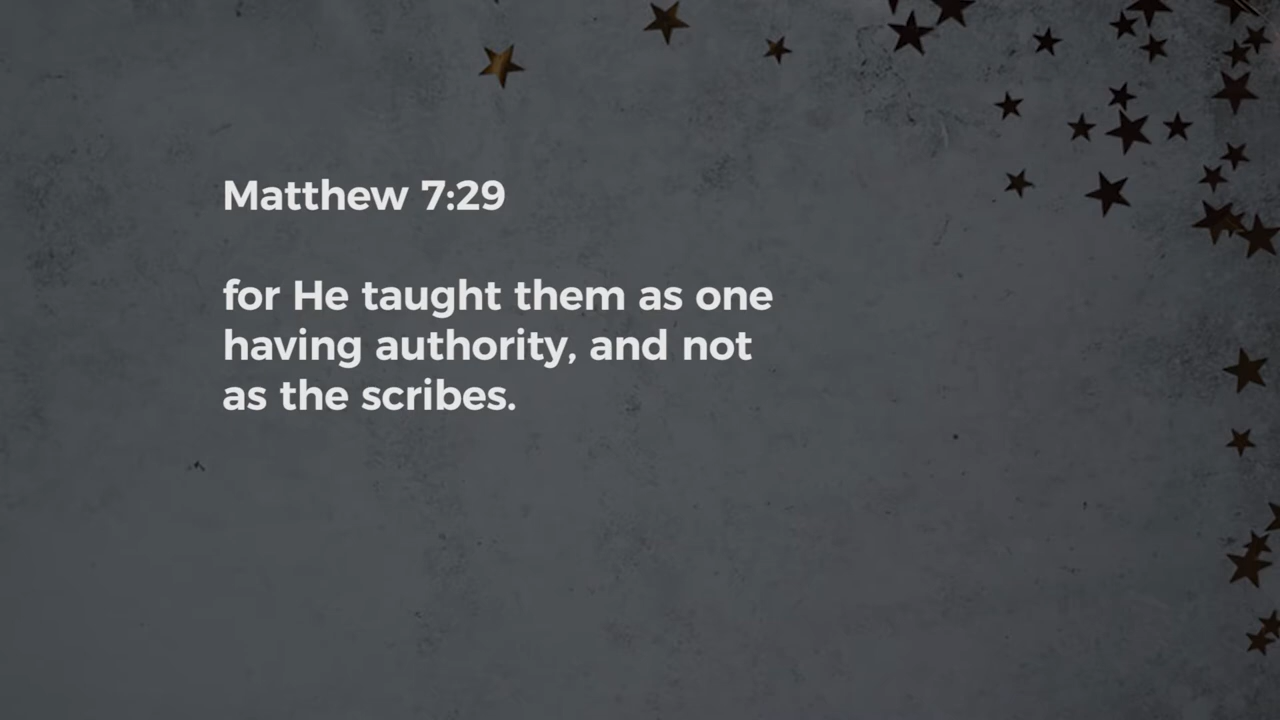 Matthew 7:29
for He taught them as one
having authority, and not
as the scribes.